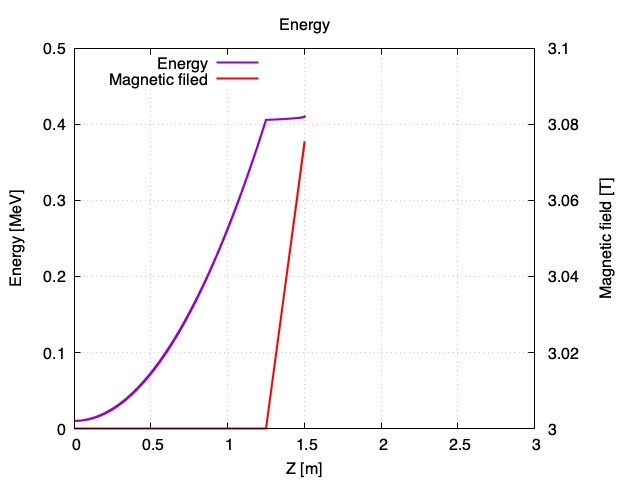 Energy
Energy
Magnetic filed
0.5
0.4
0.3
0.2
0.1
0
3.1
3.08
3.06
3.04
3.02
3
0 0.5 1 1.5 2 2.5 3
Energy [MeV]
Magnetic field [T]
Z [m]